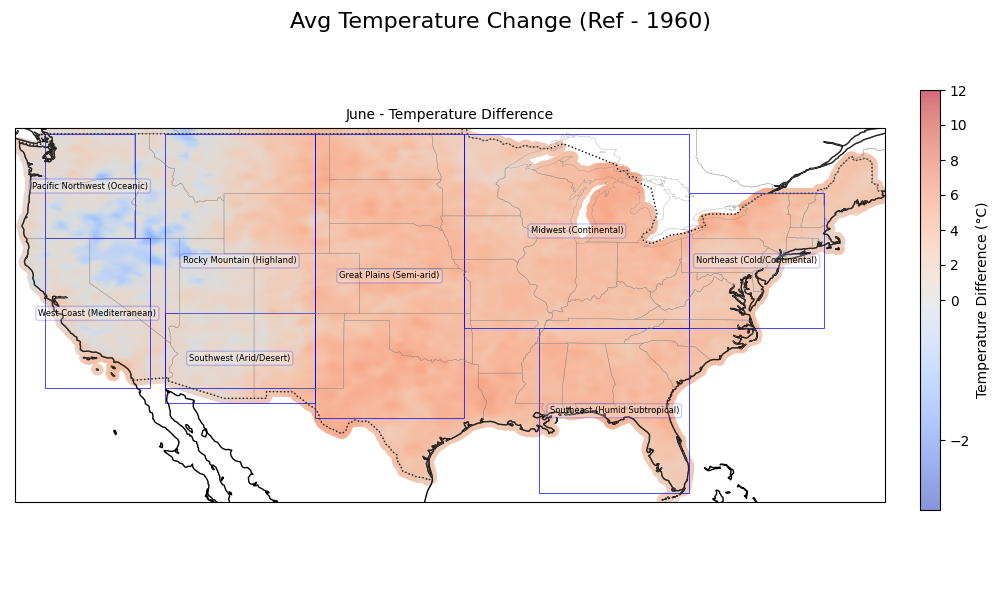 Avg Temperature Change (Ref - 1960)
June - Temperature Difference
Pacific Northwest (Oceanic)
Rocky Mountain (Highland)
Great Plains (Semi-arid)
Midwest (Continental)
Northeast (Cold/Continental)
West Coast (Mediterranean)
Southwest (Arid/Desert)
Southeast (Humid Subtropical)
12
10
8
6
4
2
0
−2
Temperature Difference (°C)